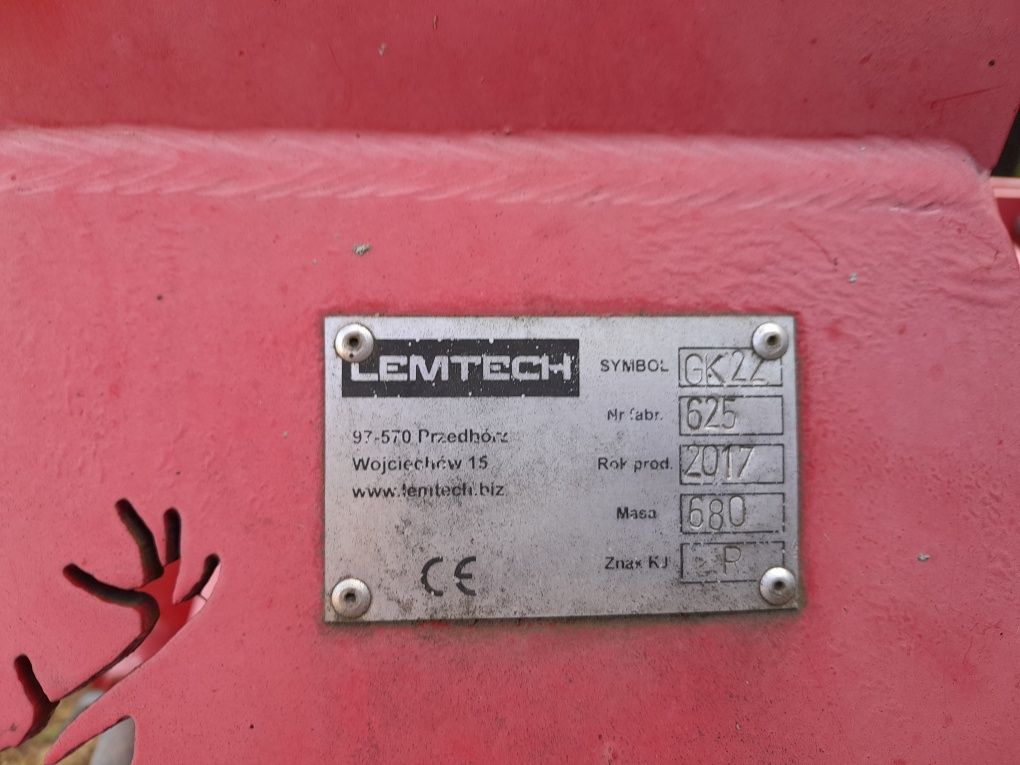 LEMTECH
97-570 Przedbórz
Wojciechów 15
www.lemtech.biz
CE
SYMBOL GK22
Nr fabr. 625
Rok prod. 2017
Masa 680
Znak KJ P